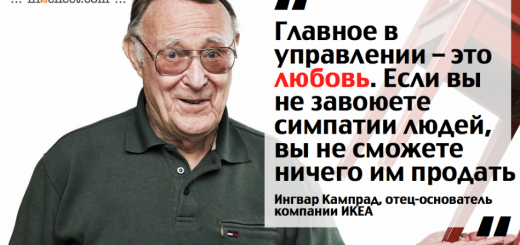 Главное в
управлении – это
любовь. Если вы
не завоюете
симпатии людей,
вы не сможете
ничего им продать
Ингвар Кампрад, отец-основатель
компании ИКЕА